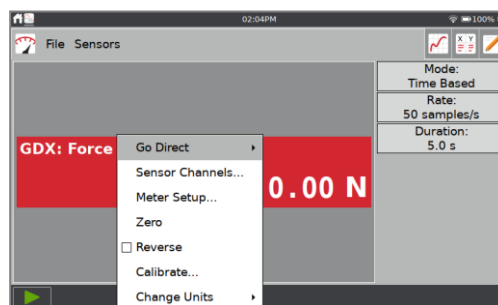 02:04PM
100%
File Sensors
X Y
Mode:
Time Based
Rate:
50 samples/s
Duration:
5.0 s
GDX: Force
0.00 N
Go Direct
Sensor Channels...
Meter Setup...
Zero
Reverse
Calibrate...
Change Units